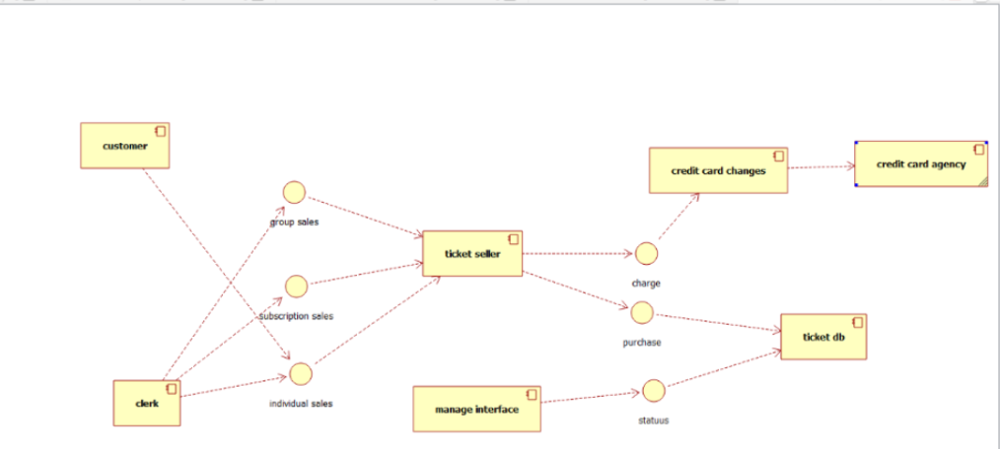 customer
credit card changes
credit card agency
group sales
ticket seller
charge
subscription sales
purchase
ticket db
clerk
individual sales
manage interface
statuus